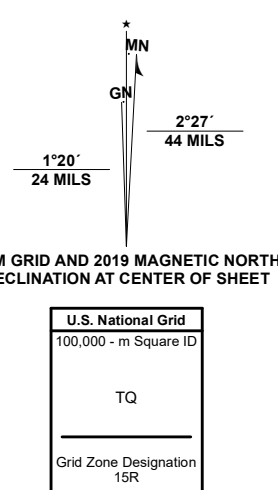 ★
MN
GN
2°27´
44 MILS
1°20´
24 MILS
M GRID AND 2019 MAGNETIC NORTH
ECLINATION AT CENTER OF SHEET
U.S. National Grid
100,000 - m Square ID
TQ
Grid Zone Designation
15R